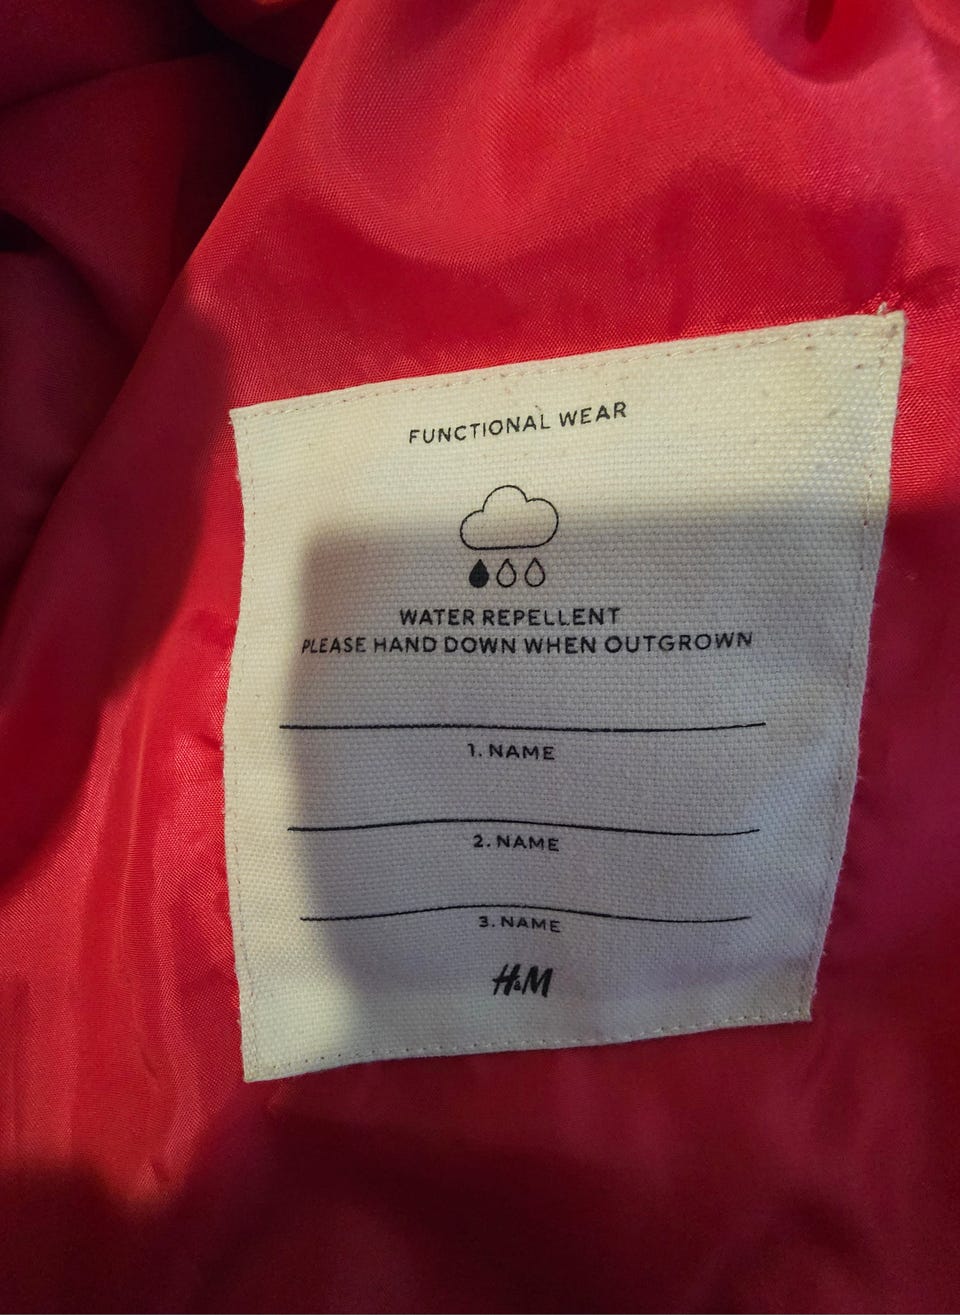 FUNCTIONAL WEAR
WATER REPELLENT
PLEASE HAND DOWN WHEN OUTGROWN
1. NAME
2. NAME
3. NAME
H&M